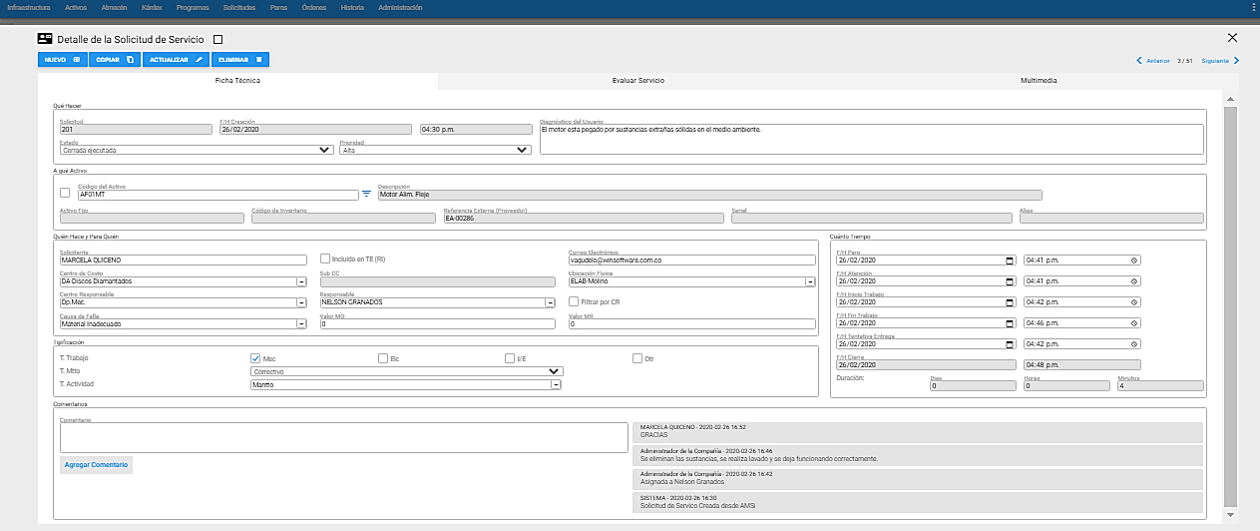 Infraestructura Activos Almacén Kárdex Programas Solicitudes Paros Órdenes Historia Administración
Detalle de la Solicitud de Servicio
NUEVO COPIAR ACTUALIZAR ELIMINAR
Anterior 3 / 51 Siguiente
Ficha Técnica Evaluar Servicio Multimedia
Qué Hacer
Solicitud F/H Creación Diagnóstico del Usuario
201 26/02/2020 04:30 p.m. El motor esta pegado por sustancias extrañas sólidas en el medio ambiente.
Estado Prioridad
Cerrada ejecutada Alta
A qué Activo
Código del Activo Descripción
AF01MT Motor Alim. Fleje
Activo Fijo Código de Inventario Referencia Externa (Proveedor) Serial Alias
EA-00286
Quién Hace y Para Quién Cuánto Tiempo
Solicitante Correo Electrónico F/H Paro
MARCELA QUICENO Incluido en TE (RI) vagudelo@winsoftware.com.co 26/02/2020 04:41 p.m.
Centro de Costo Sub CC Ubicación Física F/H Atención
DA Discos Diamantados ELAB-Molino 26/02/2020 04:41 p.m.
Centro Responsable Responsable F/H Inicio Trabajo
Dp.Mec. NELSON GRANADOS Filtrar por CR 26/02/2020 04:42 p.m.
Causa de Falla Valor MO Valor MR F/H Fin Trabajo
Material Inadecuado 0 0 26/02/2020 04:46 p.m.
Tipificación F/H Tentativa Entrega
T. Trabajo Mec Elc I/E Otr 26/02/2020 04:42 p.m.
T. Mtto Correctivo F/H Cierre
26/02/2020 04:48 p.m.
T. Actividad Mantto Duración: Días Horas Minutos
0 0 4
Comentarios
Comentario
Agregar Comentario
MARCELA QUICENO - 2020-02-26 16:52
GRACIAS
Administrador de la Compañía - 2020-02-26 16:46
Se eliminan las sustancias, se realiza lavado y se deja funcionando correctamente.
Administrador de la Compañía - 2020-02-26 16:42
Asignada a Nelson Granados
SISTEMA - 2020-02-26 16:30
Solicitud de Servico Creada desde AMSI